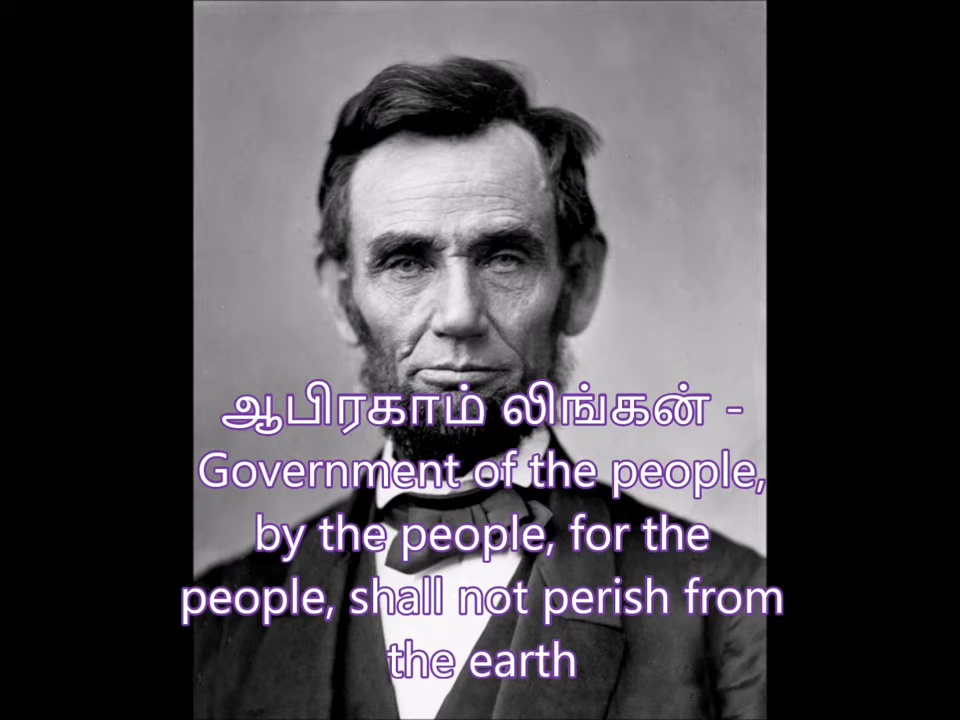 ஆபிரகாம் லிங்கன் -
Government of the people,
by the people, for the
people, shall not perish from
the earth